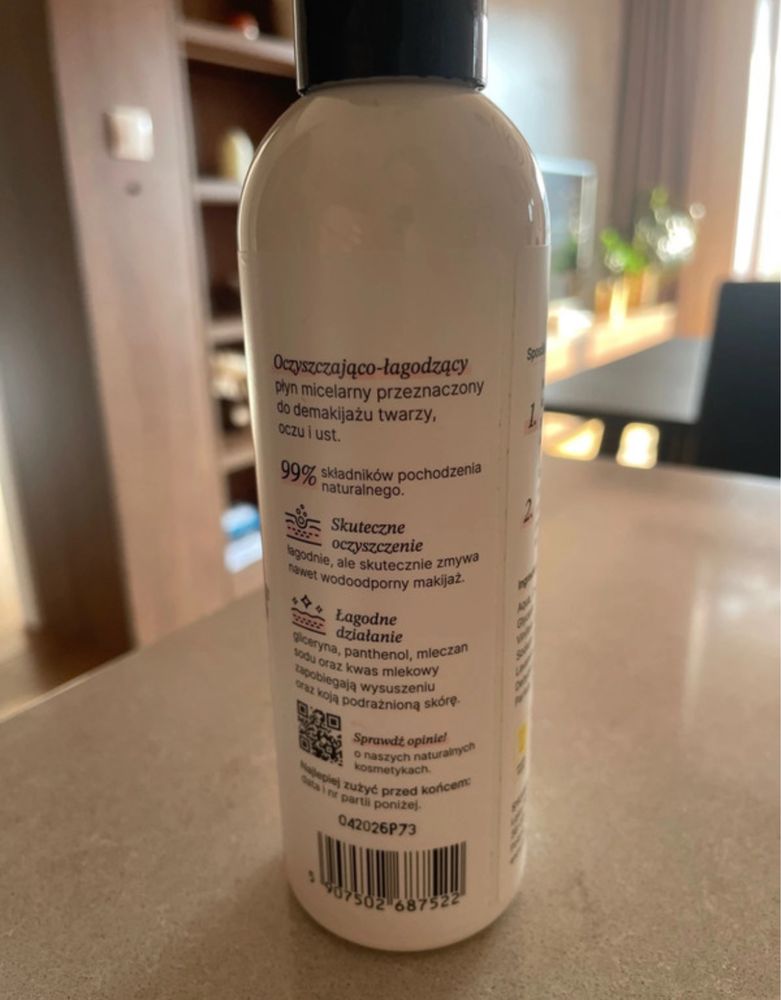 Oczyszczająco-łagodzący
płyn micelarny przeznaczony
do demakijażu twarzy,
oczu i ust.
99% składników pochodzenia
naturalnego.
Skuteczne
oczyszczenie
łagodnie, ale skutecznie zmywa
nawet wodoodporny makijaż.
Łagodne
działanie
gliceryna, panthenol, mleczan
sodu oraz kwas mlekowy
zapobiegają wysuszeniu
oraz koją podrażnioną skórę.
Sprawdź opinie!
o naszych naturalnych
kosmetykach.
Najlepiej zużyć przed końcem:
data i nr partii poniżej.
042026P73
5 907502 687522
1.
2.